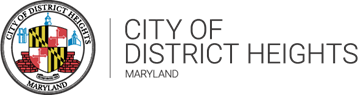 CITY OF DISTRICT HEIGHTS
MARYLAND
CITY OF
DISTRICT HEIGHTS
MARYLAND